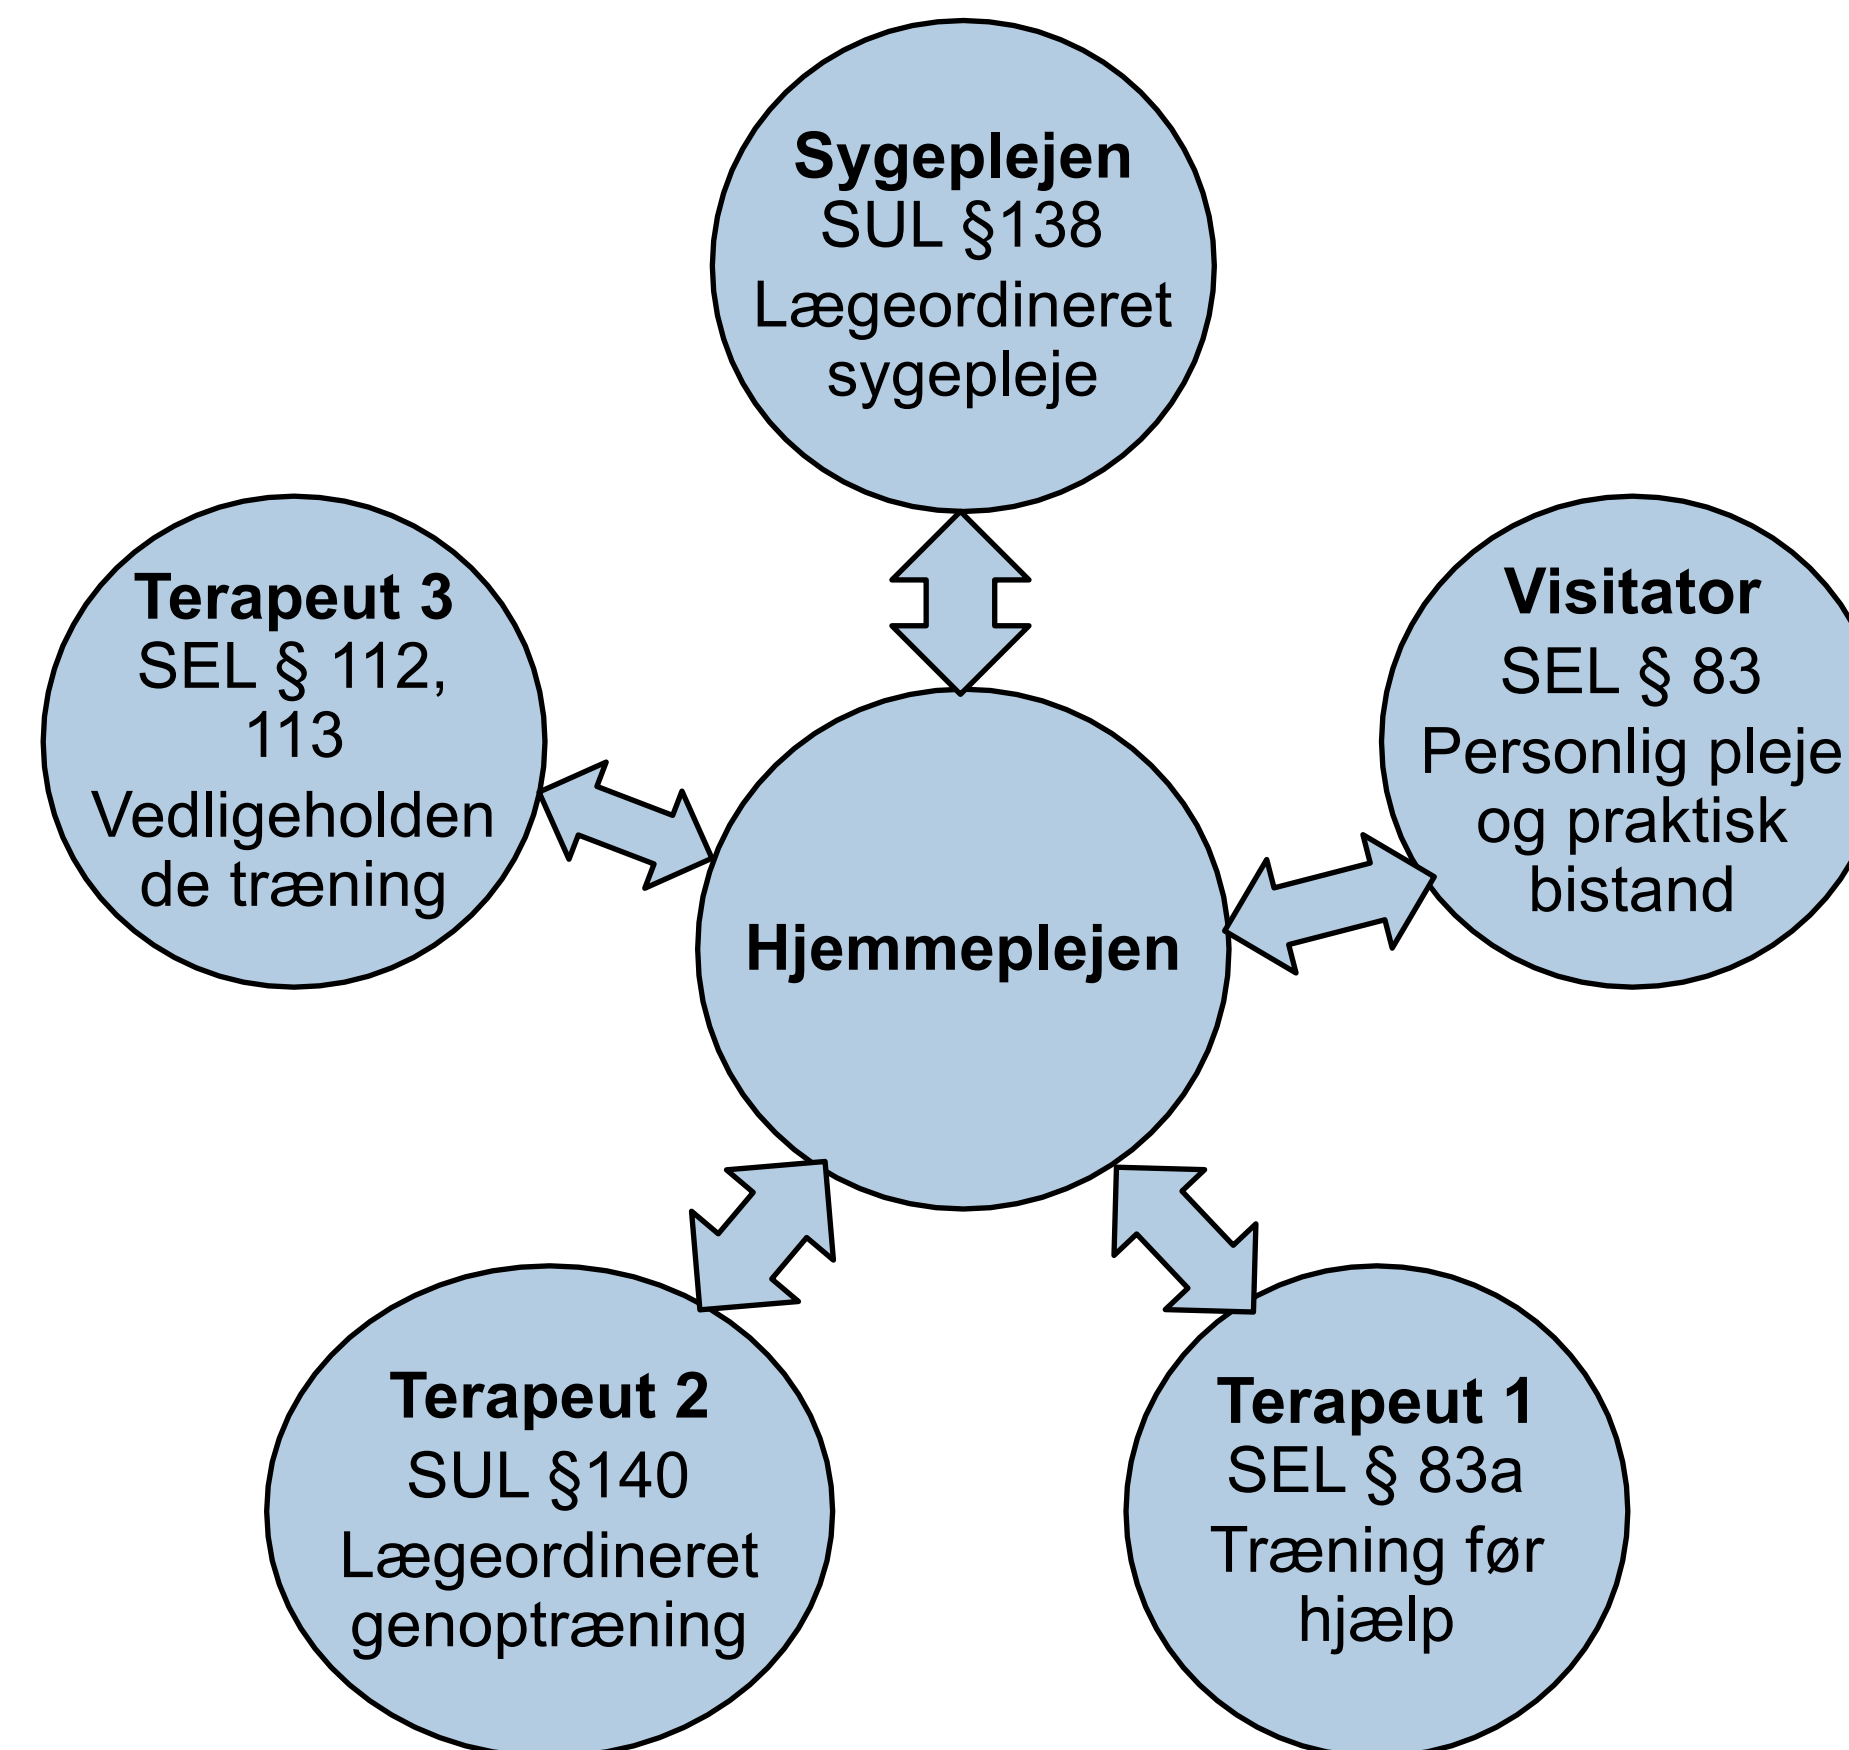 Sygeplejen
SUL §138
Lægeordineret
sygepleje
Terapeut 3
SEL § 112,
113
Vedligeholden
de træning
Visitator
SEL § 83
Personlig pleje
og praktisk
bistand
Hjemmeplejen
Terapeut 2
SUL §140
Lægeordineret
genoptræning
Terapeut 1
SEL § 83a
Træning før
hjælp